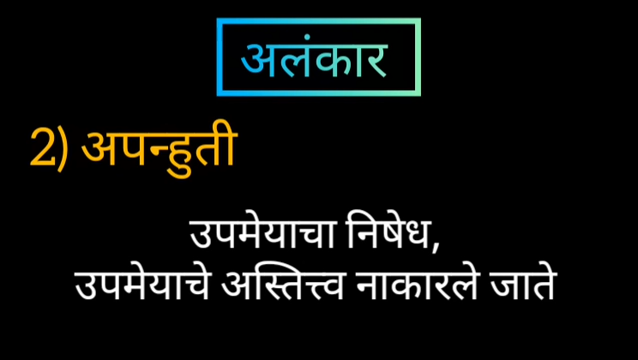 अलंकार
2) अपन्हुती
उपमेयाचा निषेध,
उपमेयाचे अस्तित्त्व नाकारले जाते